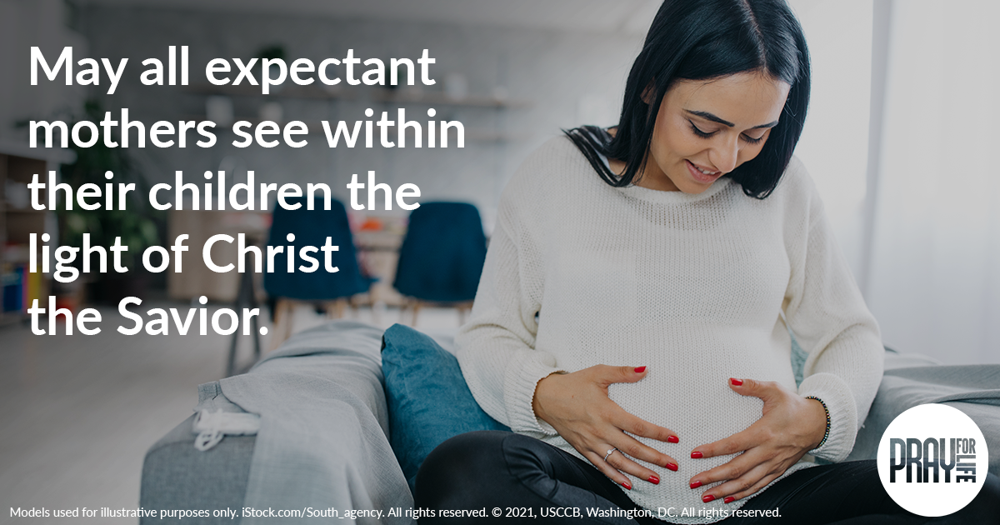 May all expectant
mothers see within
their children the
light of Christ
the Savior.
PRAY FOR LIFE
Models used for illustrative purposes only. iStock.com/South_agency. All rights reserved. © 2021, USCCB, Washington, DC. All rights reserved.